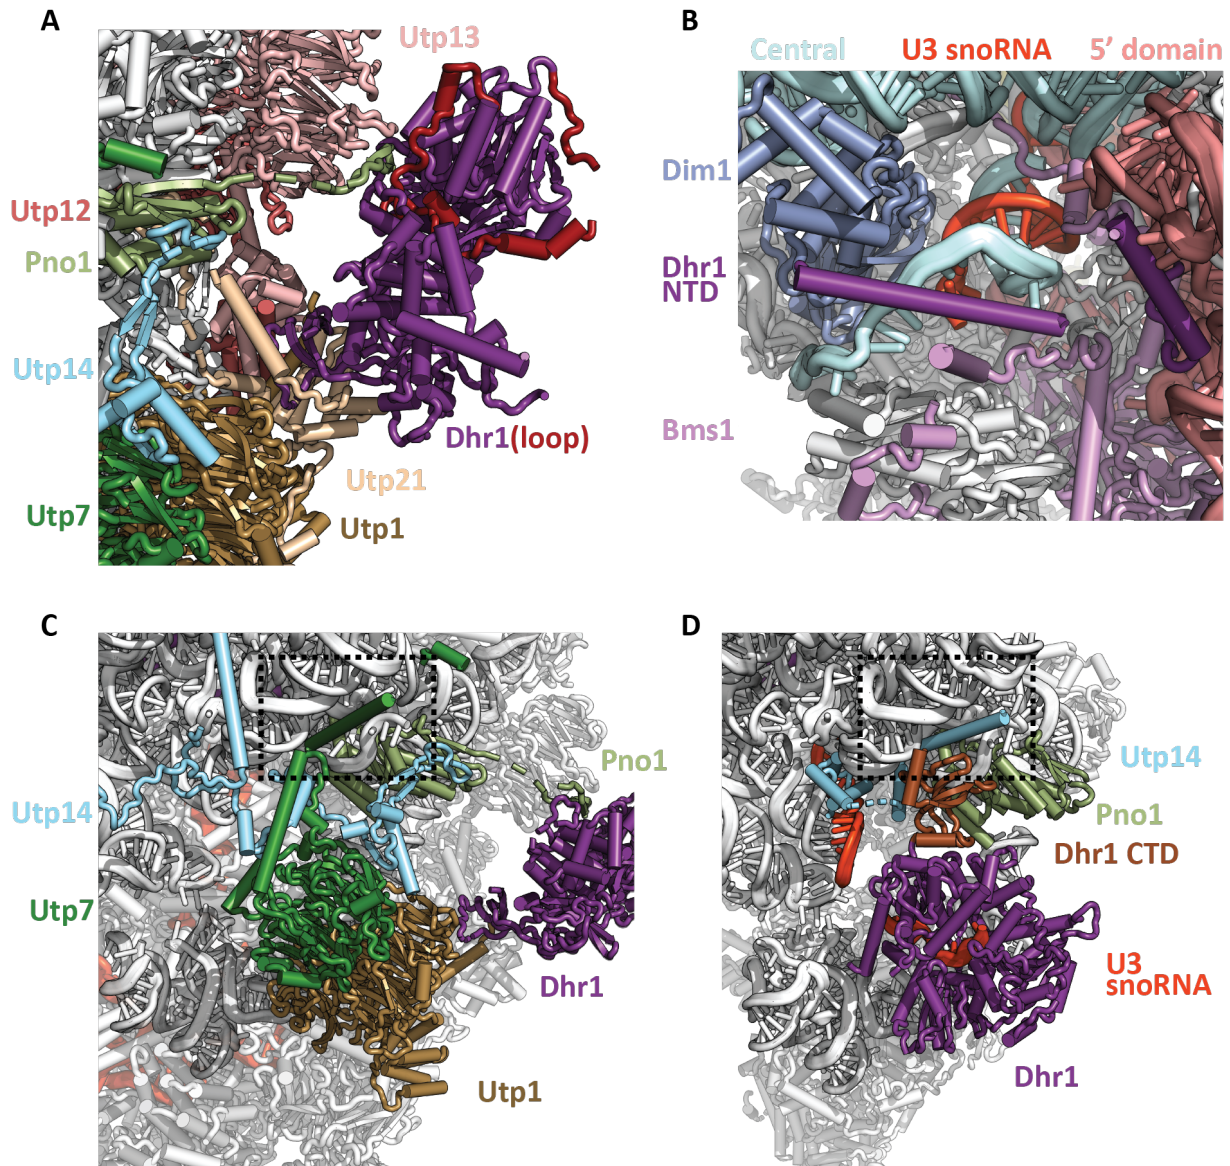 A
Utp13
Utp12
Pno1
Utp14
Dhr1(loop)
Utp21
Utp7
Utp1
B
Central
U3 snoRNA
5’ domain
Dim1
Dhr1
NTD
Bms1
C
Pno1
Utp14
Utp7
Dhr1
Utp1
D
Utp14
Pno1
Dhr1 CTD
U3
snoRNA
Dhr1